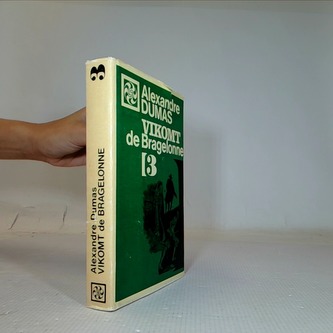 Alexandre
DUMAS
VIKOMT
de Bragelonne
[3
3
Alexandre Dumas
VIKOMT de BRAGELONNE